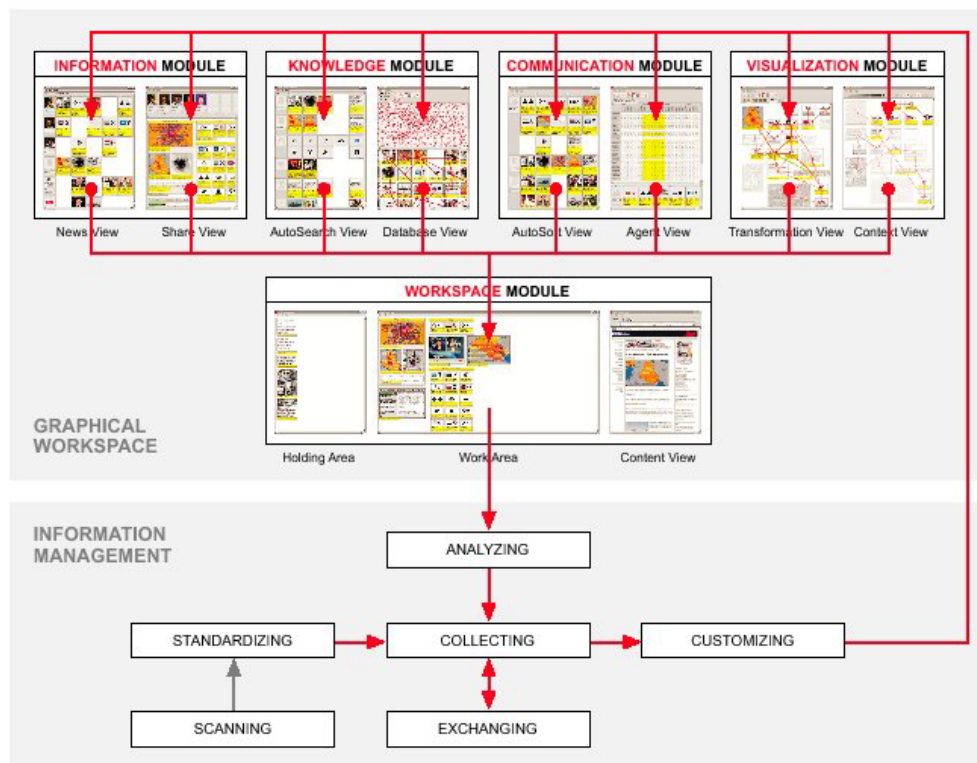 INFORMATION MODULE
KNOWLEDGE MODULE
COMMUNICATION MODULE
VISUALIZATION MODULE
News View
Share View
AutoSearch View
Database View
AutoSort View
Agent View
Transformation View
Context View
WORKSPACE MODULE
Holding Area
Work Area
Content View
GRAPHICAL
WORKSPACE
INFORMATION
MANAGEMENT
ANALYZING
STANDARDIZING
COLLECTING
CUSTOMIZING
SCANNING
EXCHANGING